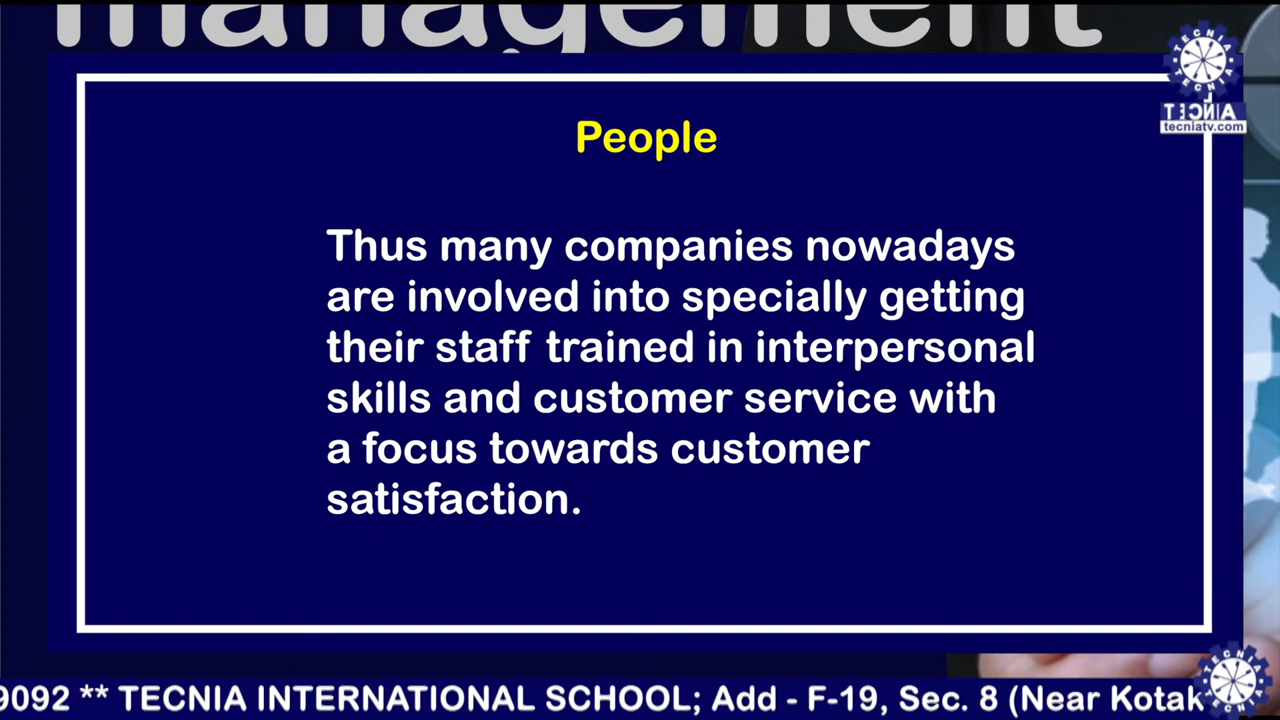 management
TECNIA
tecniatv.com
People
Thus many companies nowadays
are involved into specially getting
their staff trained in interpersonal
skills and customer service with
a focus towards customer
satisfaction.
9092 ** TECNIA INTERNATIONAL SCHOOL; Add - F-19, Sec. 8 (Near Kotak
TECNIA